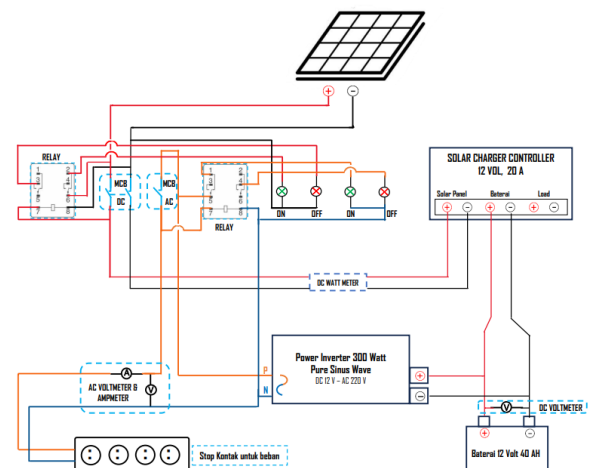 + −
RELAY
MCB
DC
MCB
AC
RELAY
ON OFF ON OFF
SOLAR CHARGER CONTROLLER
12 VOL, 20 A
Solar Panel Baterai Load
+ − + − + −
DC WATT METER
Power Inverter 300 Watt
Pure Sinus Wave
DC 12 V ~ AC 220 V
P
N
+
−
AC VOLTMETER &
AMPMETER
A
V
V
DC VOLTMETER
+ −
Baterai 12 Volt 40 AH
Stop Kontak untuk beban